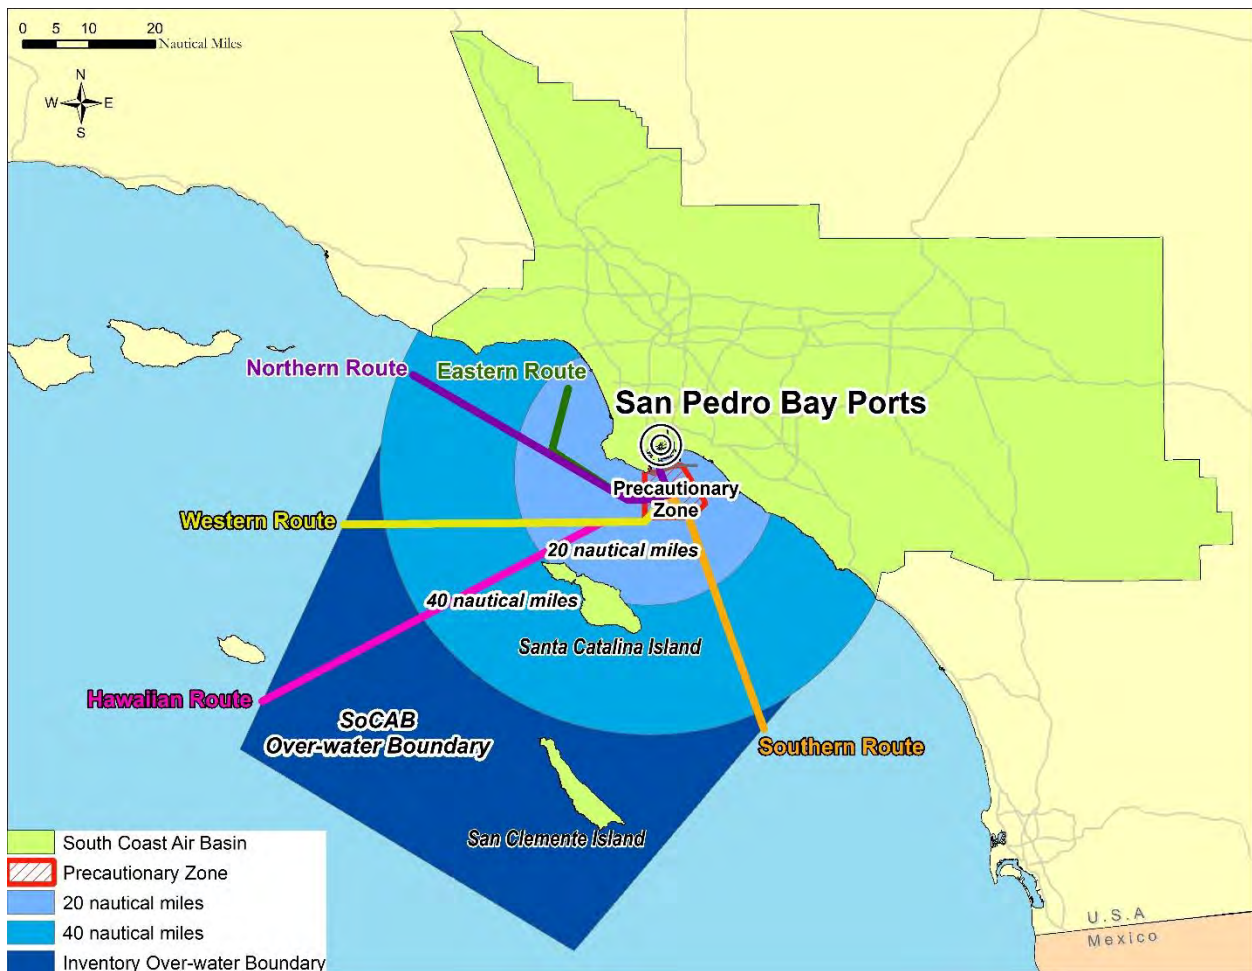 0 5 10 20
Nautical Miles
N
W E
S
Northern Route
Eastern Route
San Pedro Bay Ports
Precautionary
Zone
Western Route
20 nautical miles
40 nautical miles
Santa Catalina Island
Hawaiian Route
SoCAB
Over-water Boundary
Southern Route
San Clemente Island
South Coast Air Basin
Precautionary Zone
20 nautical miles
40 nautical miles
Inventory Over-water Boundary
U.S.A
Mexico